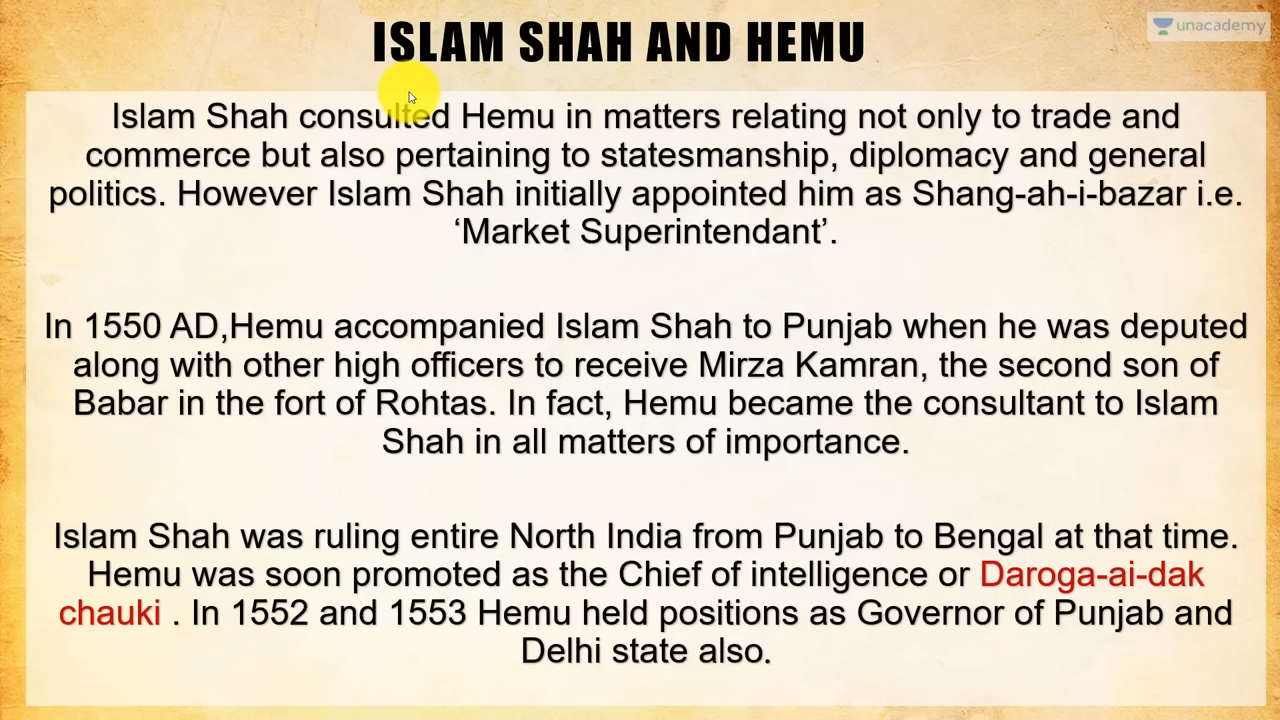 ISLAM SHAH AND HEMU
unacademy
Islam Shah consulted Hemu in matters relating not only to trade and
commerce but also pertaining to statesmanship, diplomacy and general
politics. However Islam Shah initially appointed him as Shang-ah-i-bazar i.e.
‘Market Superintendant’.
In 1550 AD,Hemu accompanied Islam Shah to Punjab when he was deputed
along with other high officers to receive Mirza Kamran, the second son of
Babar in the fort of Rohtas. In fact, Hemu became the consultant to Islam
Shah in all matters of importance.
Islam Shah was ruling entire North India from Punjab to Bengal at that time.
Hemu was soon promoted as the Chief of intelligence or Daroga-ai-dak
chauki . In 1552 and 1553 Hemu held positions as Governor of Punjab and
Delhi state also.